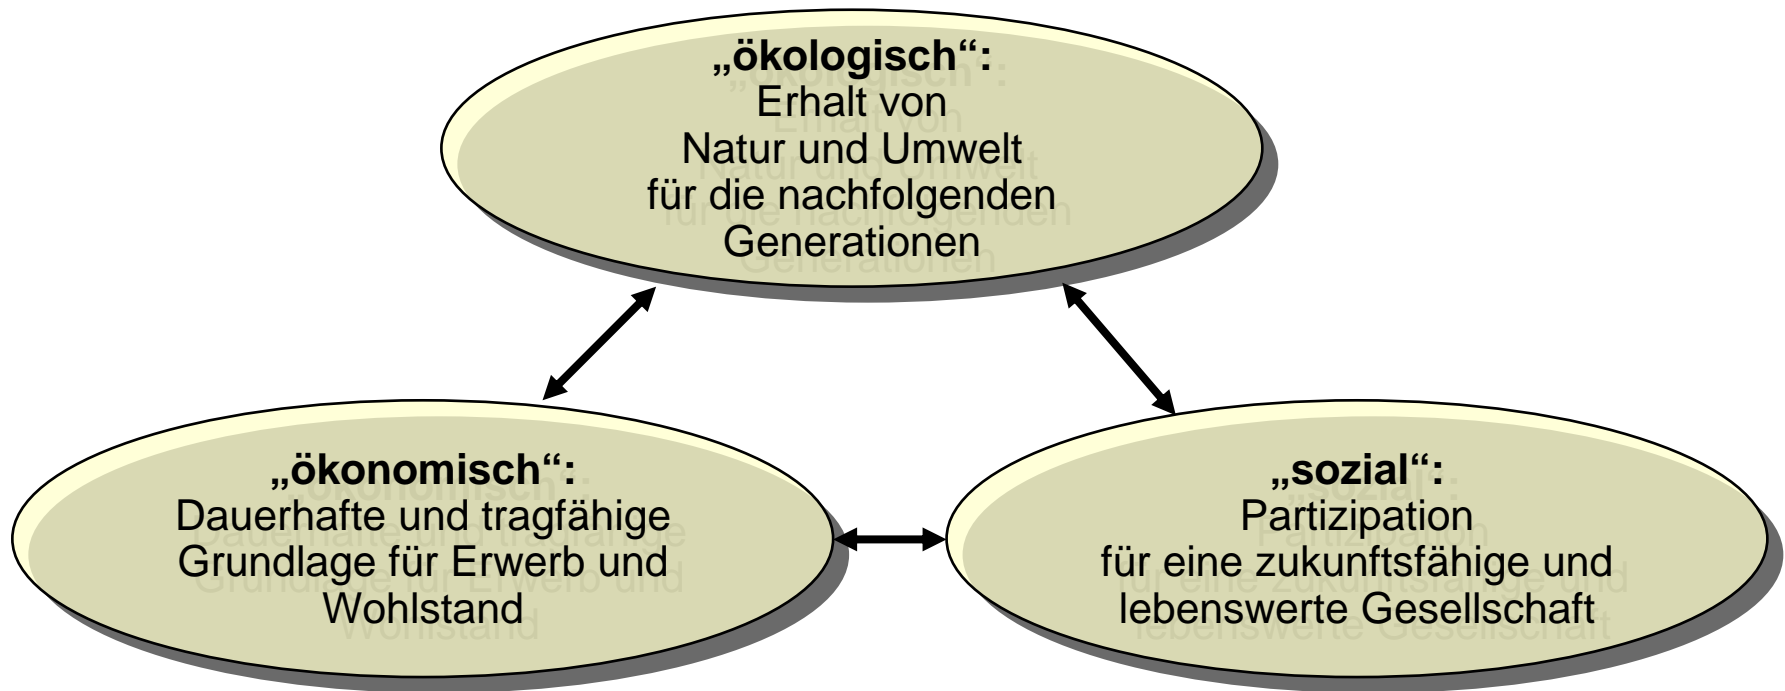 „ökologisch“:
Erhalt von
Natur und Umwelt
für die nachfolgenden
Generationen
„ökonomisch“:
Dauerhafte und tragfähige
Grundlage für Erwerb und
Wohlstand
„sozial“:
Partizipation
für eine zukunftsfähige und
lebenswerte Gesellschaft